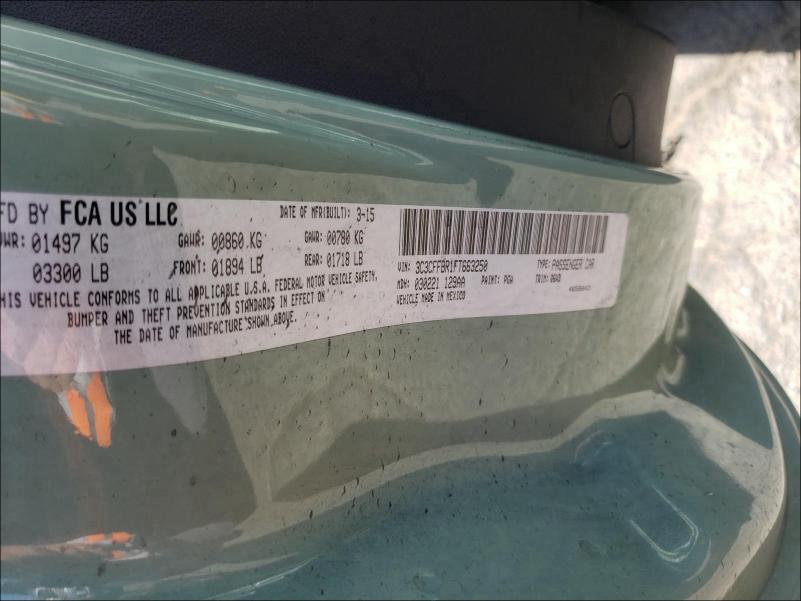 FD BY FCA US LLC DATE OF MFR(BUILT): 3-15
VWR: 01497 KG GAWR: 00860 KG GAWR: 00780 KG
03300 LB FRONT: 01894 LB REAR: 01718 LB
HIS VEHICLE CONFORMS TO ALL APPLICABLE U.S.A. FEDERAL MOTOR VEHICLE SAFETY,
BUMPER AND THEFT PREVENTION STANDARDS IN EFFECT ON
THE DATE OF MANUFACTURE SHOWN ABOVE.
VIN: 3C3CFFBR1FT663250 TYPE: PASSENGER CAR
MDH: 030221 129AA PAINT: PGA TRIM:
VEHICLE MADE IN MEXICO